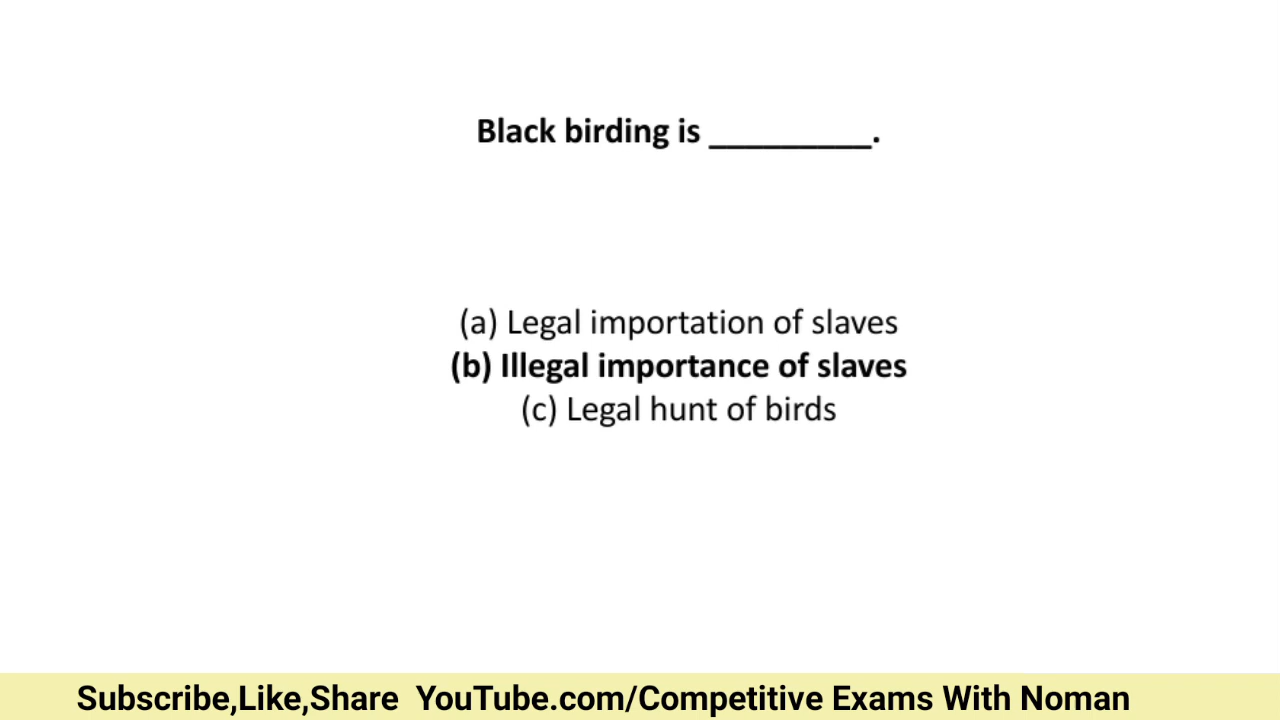 Black birding is _________.
(a) Legal importation of slaves
(b) Illegal importance of slaves
(c) Legal hunt of birds
Subscribe,Like,Share YouTube.com/Competitive Exams With Noman